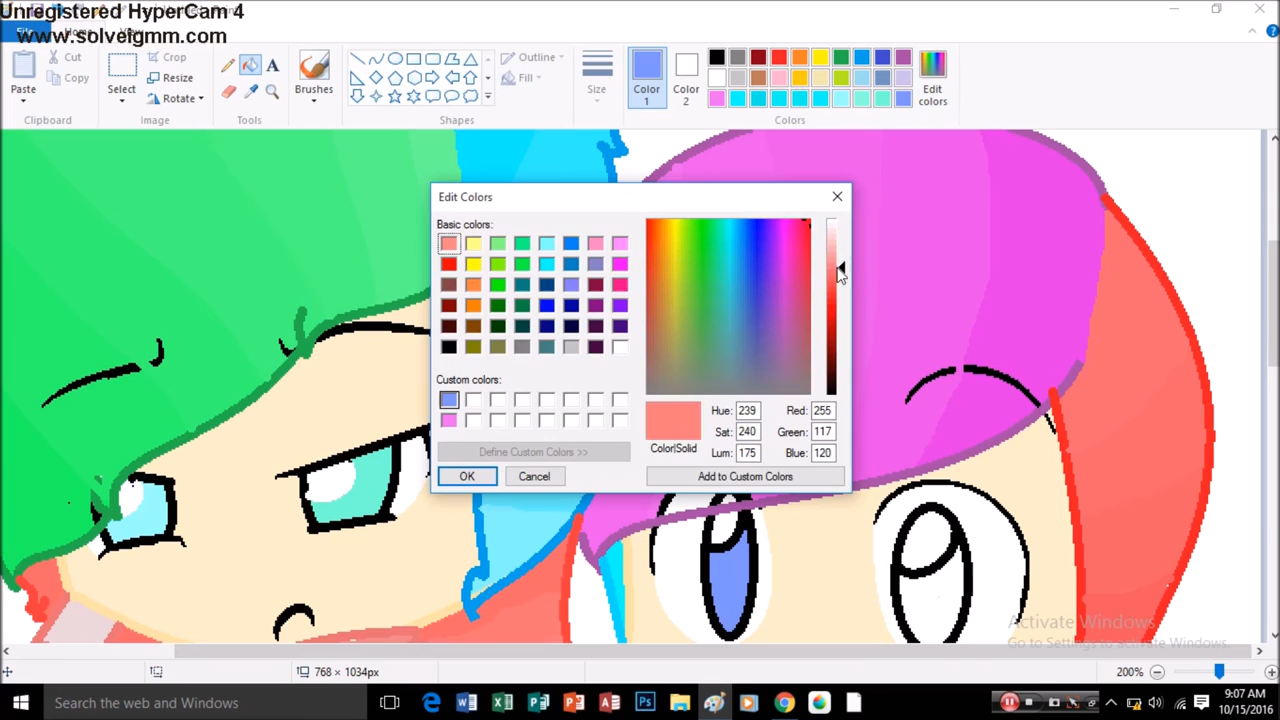 Unregistered HyperCam 4
www.solveigmm.com
Cut
Copy
Paste
Clipboard
Select
Crop
Resize
Rotate
Image
Tools
Brushes
Outline
Fill
Shapes
Size
Color 1
Color 2
Edit colors
Colors
Edit Colors
Basic colors:
Custom colors:
Define Custom Colors >>
OK
Cancel
Color|Solid
Hue: 239
Sat: 240
Lum: 175
Red: 255
Green: 117
Blue: 120
Add to Custom Colors
Activate Windows
Go to Settings to activate Windows.
768 × 1034px
200%
Search the web and Windows
9:07 AM
10/15/2016